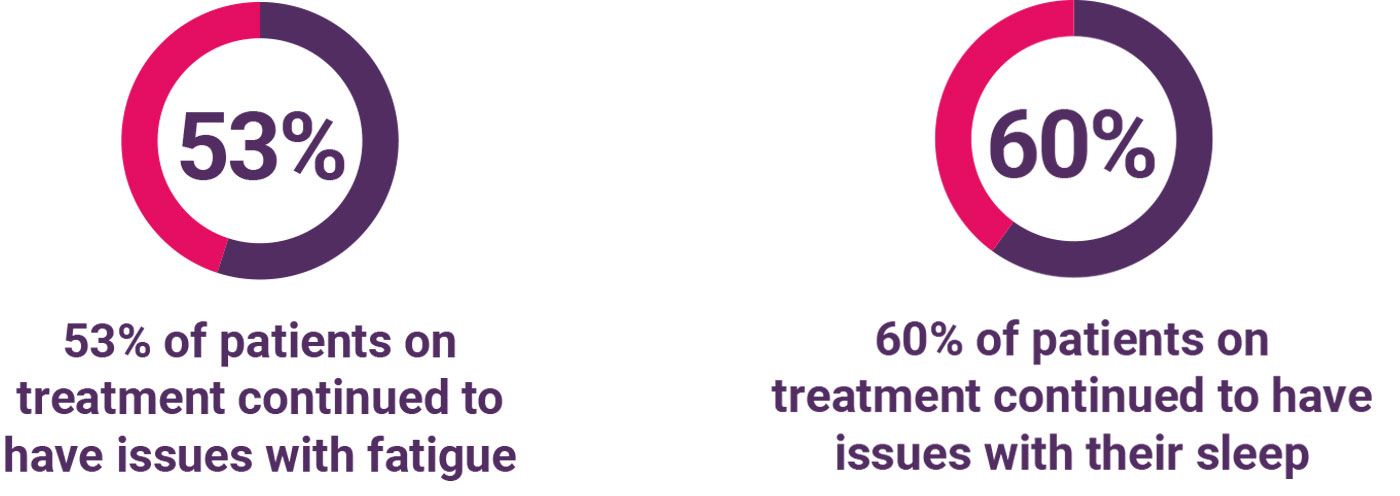 53%
53% of patients on
treatment continued to
have issues with fatigue
60%
60% of patients on
treatment continued to have
issues with their sleep